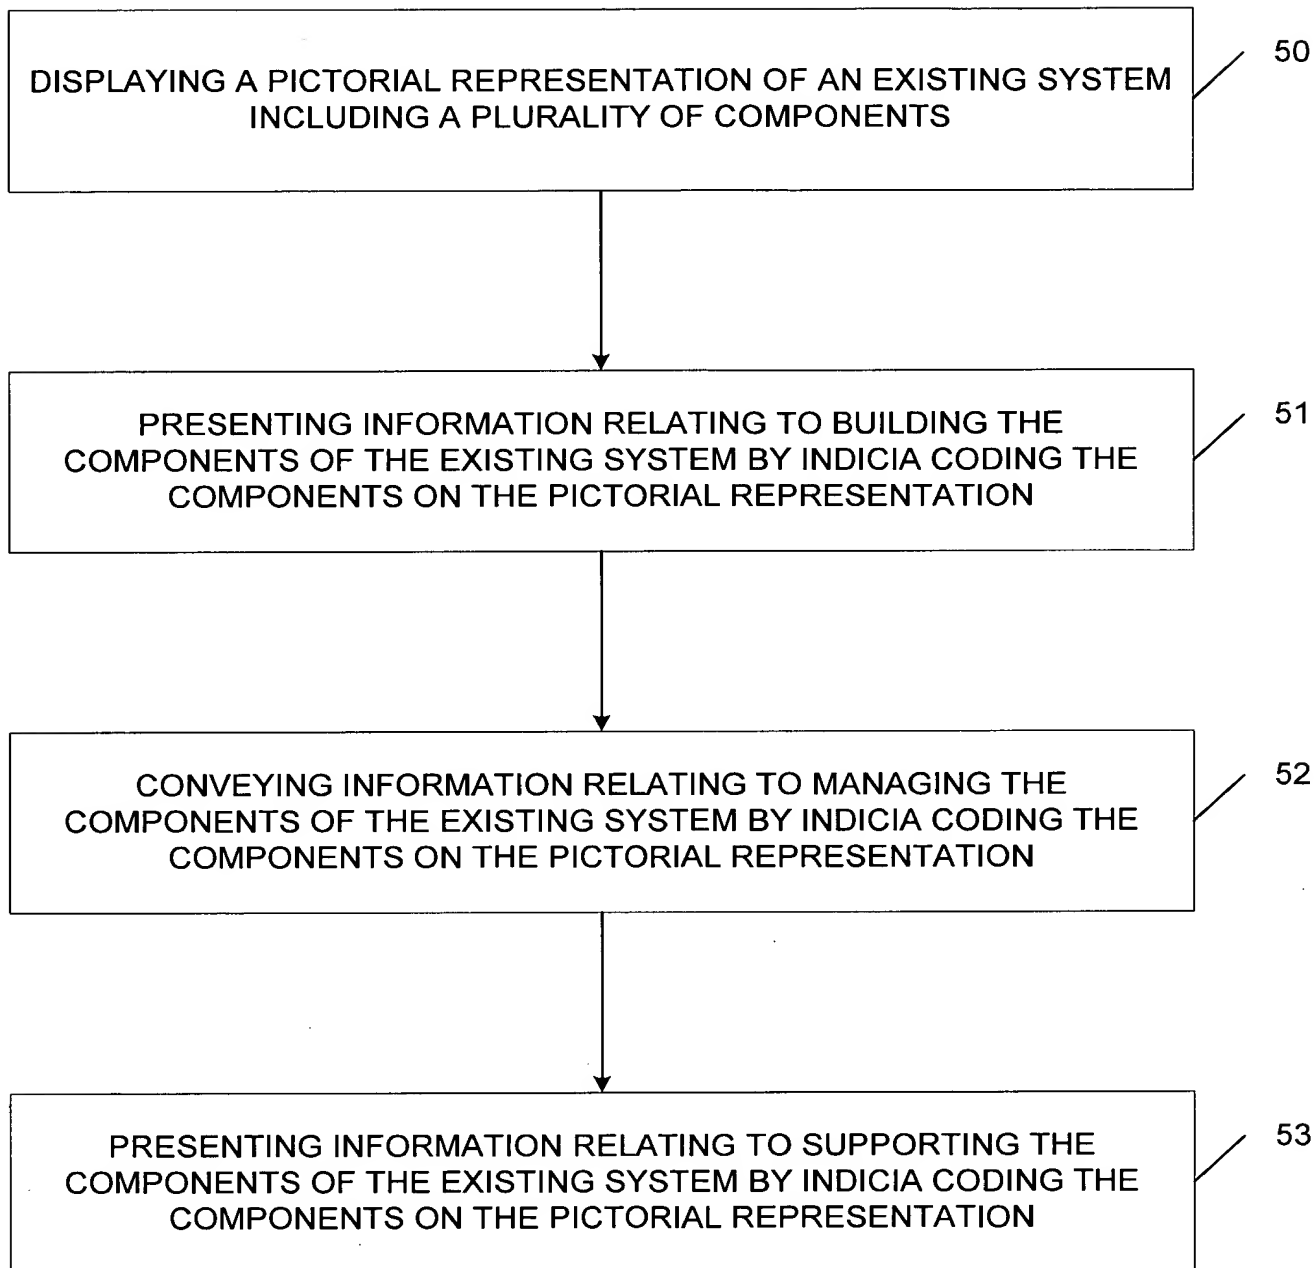 DISPLAYING A PICTORIAL REPRESENTATION OF AN EXISTING SYSTEM
INCLUDING A PLURALITY OF COMPONENTS
50
PRESENTING INFORMATION RELATING TO BUILDING THE
COMPONENTS OF THE EXISTING SYSTEM BY INDICIA CODING THE
COMPONENTS ON THE PICTORIAL REPRESENTATION
51
CONVEYING INFORMATION RELATING TO MANAGING THE
COMPONENTS OF THE EXISTING SYSTEM BY INDICIA CODING THE
COMPONENTS ON THE PICTORIAL REPRESENTATION
52
PRESENTING INFORMATION RELATING TO SUPPORTING THE
COMPONENTS OF THE EXISTING SYSTEM BY INDICIA CODING THE
COMPONENTS ON THE PICTORIAL REPRESENTATION
53